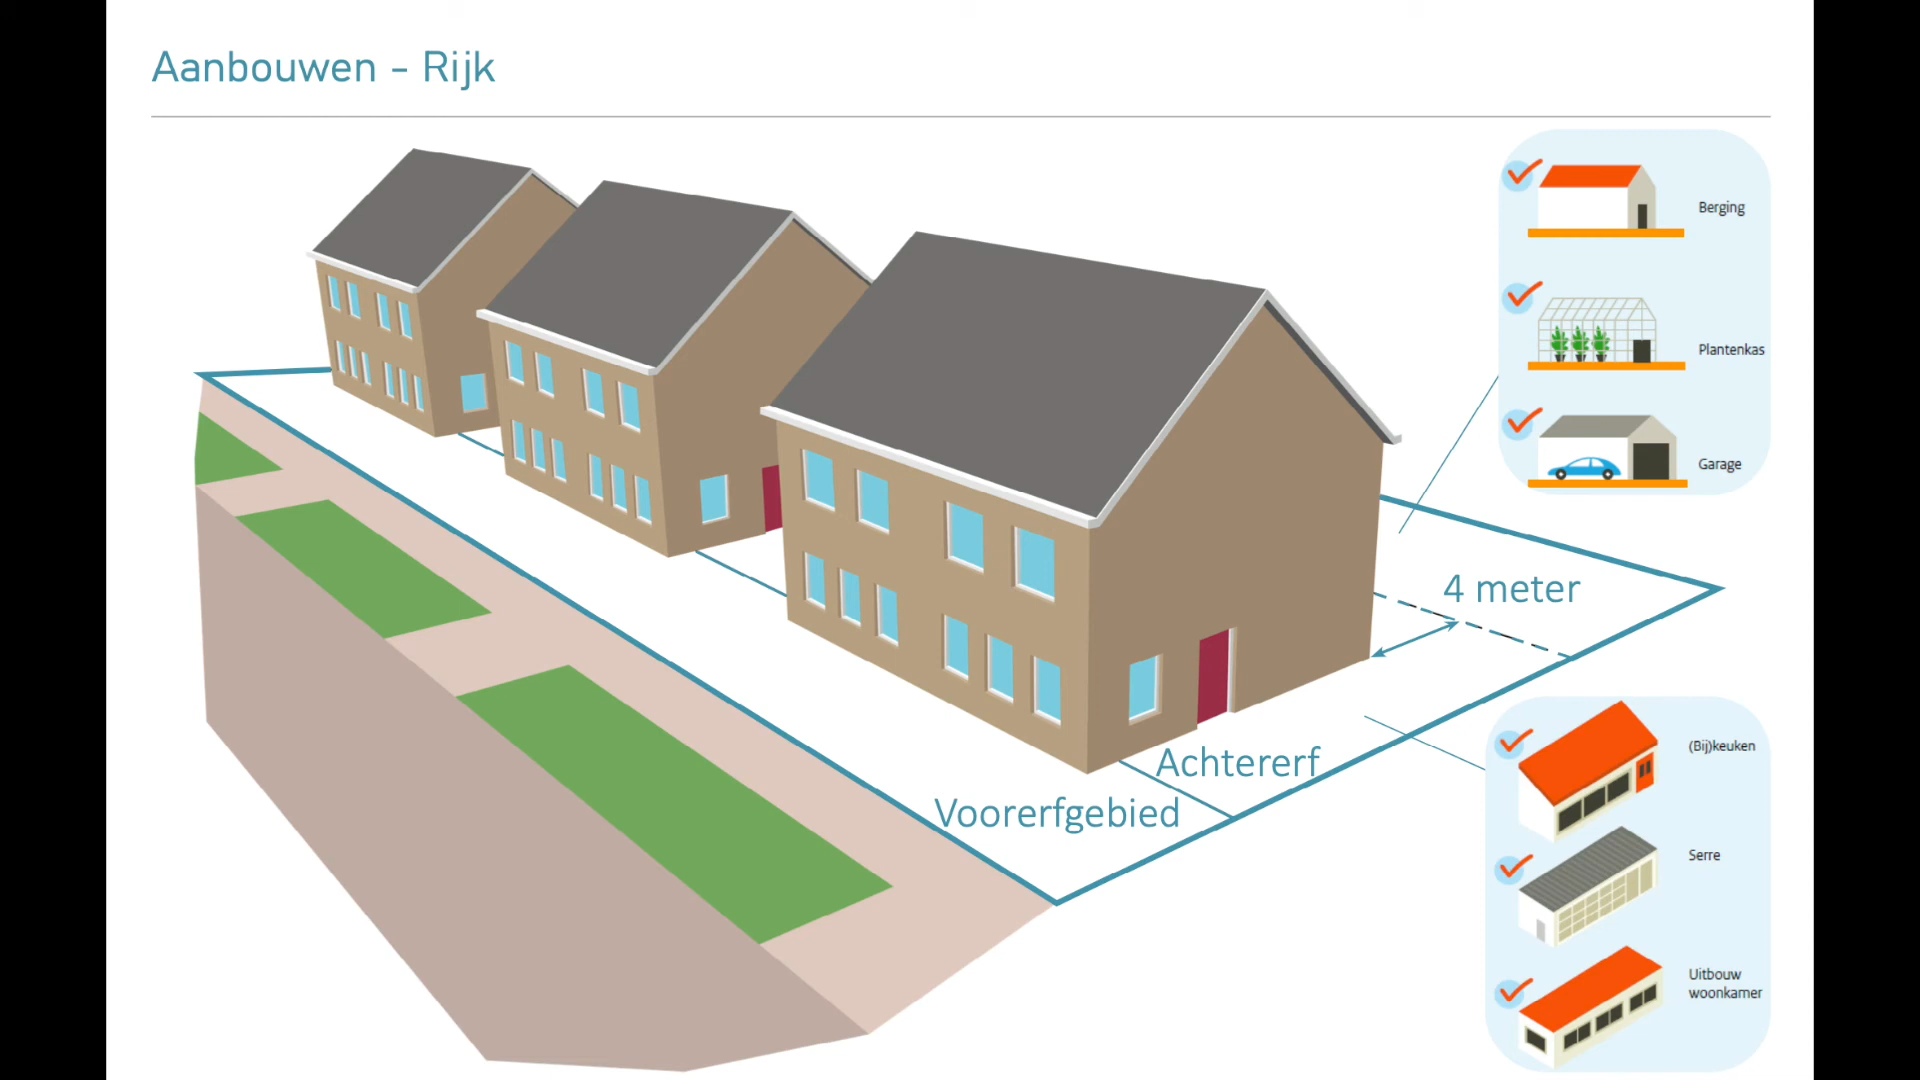 Aanbouwen - Rijk
Berging
Plantenkas
Garage
4 meter
Achtererf
Voorerfgebied
(Bij)keuken
Serre
Uitbouw
woonkamer